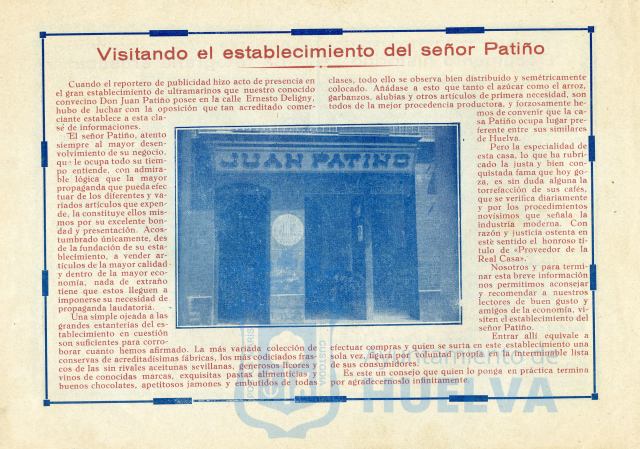 Visitando el establecimiento del señor Patiño
Cuando el reportero de publicidad hizo acto de presencia en
el gran establecimiento de ultramarinos que nuestro conocido
convecino Don Juan Patiño posee en la calle Ernesto Deligny,
hubo de luchar con la oposición que tan acreditado comer-
ciante establece a esta cla-
se de informaciones.
El señor Patiño, atento
siempre al mayor desen-
volvimiento de su negocio,
que le ocupa todo su tiempo
entiende, con admira-
ble lógica que la mayor
propaganda que pueda efec
tuar de los diferentes y va-
riados artículos que expen-
de, la constituye ellos mis-
mos por su excelente bon-
dad y presentación. Acos-
tumbrado únicamente, des
de la fundación de su esta-
blecimiento, a vender ar-
tículos de la mayor calidad
y dentro de la mayor eco-
nomía, nada de extraño
tiene que estos lleguen a
imponerse su necesidad de
propaganda laudatoria.
Una simple ojeada a las
grandes estanterías del es-
tablecimiento en cuestión
son suficientes para corro-
borar cuanto hemos afirmado. La más variada colección de
conservas de acreditadísimas fábricas, los más codiciados fras-
cos de las sin rivales aceitunas sevillanas, generosos licores y
vinos de conocidas marcas, exquisitas pastas alimenticias y
buenos chocolates, apetitosos jamones y embutidos de todas
clases, todo ello se observa bien distribuido y semétricamente
colocado. Añádase a esto que tanto el azúcar como el arroz,
garbanzos, alubias y otros artículos de primera necesidad, son
todos de la mejor procedencia productora, y forzosamente he-
mos de convenir que la ca-
sa Patiño ocupa lugar pre-
ferente entre sus similares
de Huelva.
Pero la especialidad de
esta casa, lo que ha rubri-
cado la justa y bien con-
quistada fama que hoy go-
za, es sin duda alguna la
torrefacción de sus cafés,
que se verifica diariamente
y por los procedimientos
novísimos que señala la
industria moderna. Con
razón y justicia ostenta en
este sentido el honroso tí-
tulo de «Proveedor de la
Real Casa».
Nosotros y para termi-
nar esta breve información
nos permitimos aconsejar
y recomendar a nuestros
lectores de buen gusto y
amigos de la economía, vi-
siten el establecimiento del
señor Patiño.
Entrar allí equivale a
efectuar compras y quien se surta en este establecimiento una
sola vez, figura por voluntad propia en la interminable lista
de sus consumidores.
Es este un consejo que quien lo ponga en práctica termina
por agradecérnoslo infinitamente.
JUAN PATIÑO
Ayuntamiento de
HUELVA